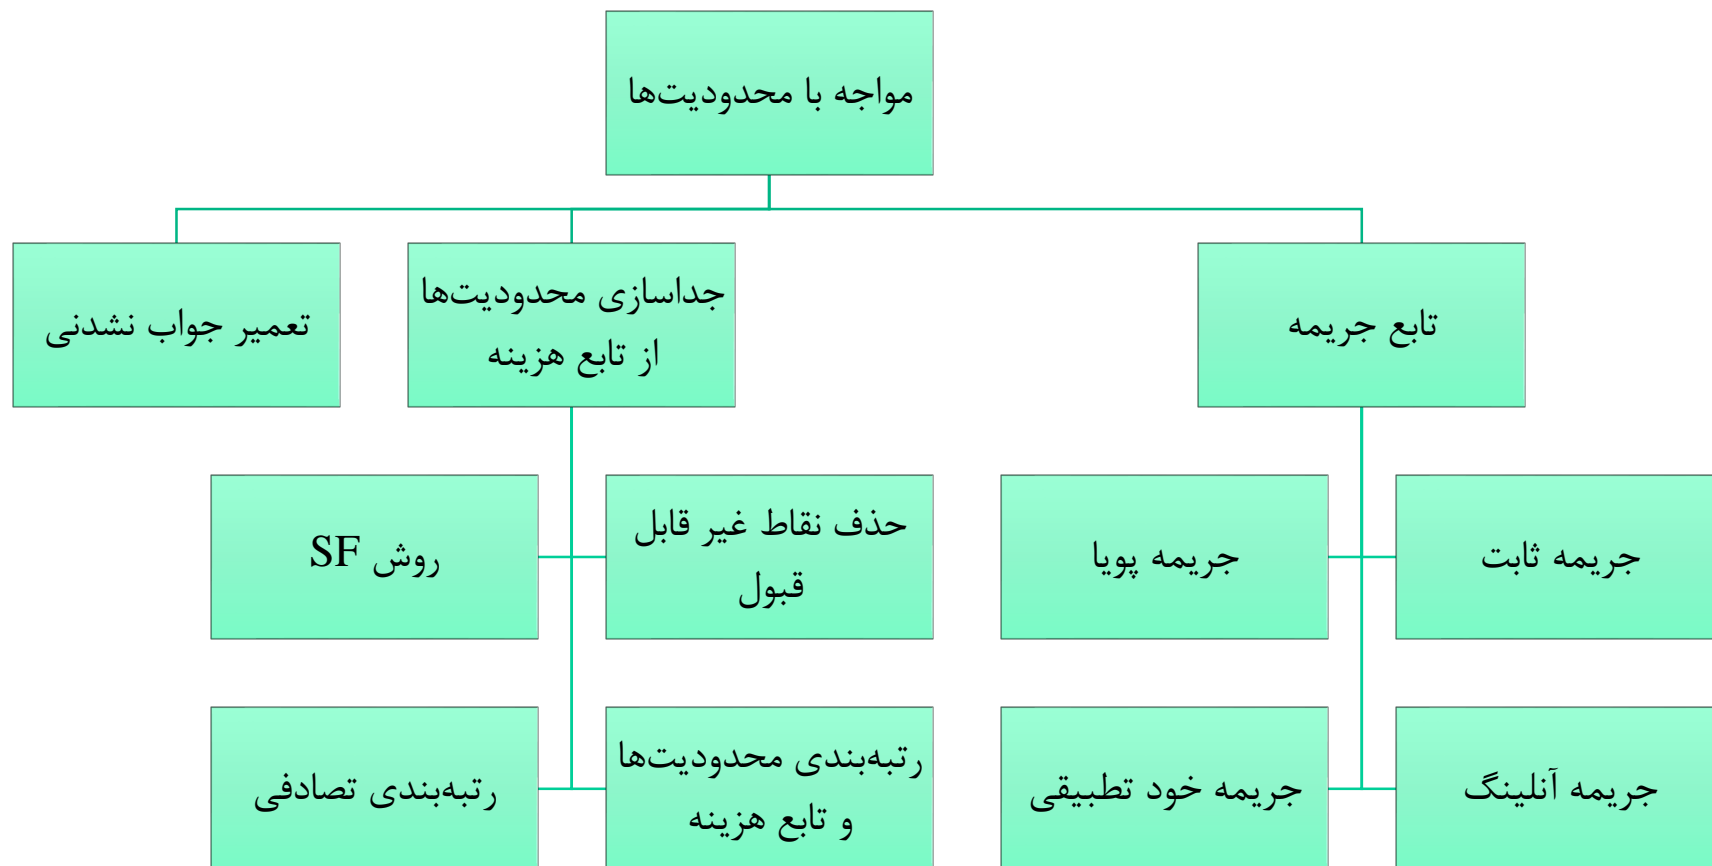 مواجه با محدودیت‌ها
تابع جریمه
جداسازی محدودیت‌ها
از تابع هزینه
تعمیر جواب نشدنی
جریمه ثابت
جریمه پویا
حذف نقاط غیر قابل
قبول
روش SF
جریمه آنلینگ
جریمه خود تطبیقی
رتبه‌بندی محدودیت‌ها
و تابع هزینه
رتبه‌بندی تصادفی